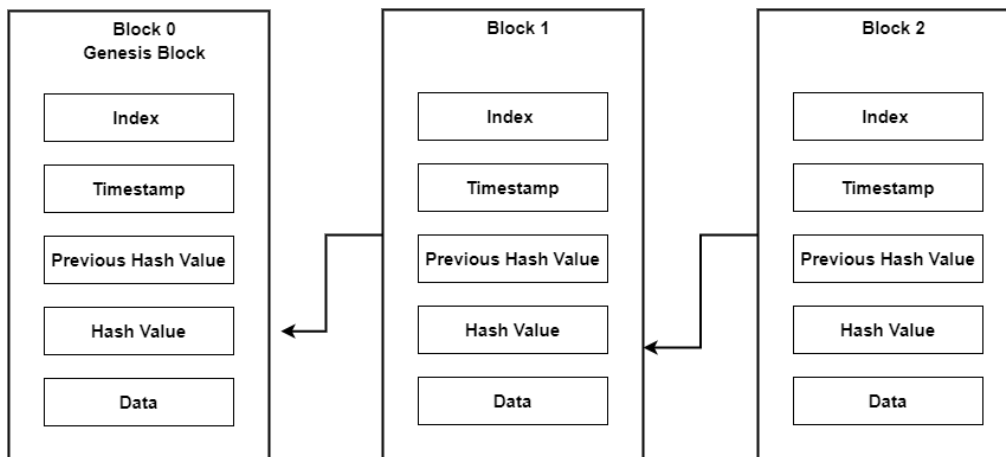 Block 0
Genesis Block
Index
Timestamp
Previous Hash Value
Hash Value
Data
Block 1
Index
Timestamp
Previous Hash Value
Hash Value
Data
Block 2
Index
Timestamp
Previous Hash Value
Hash Value
Data